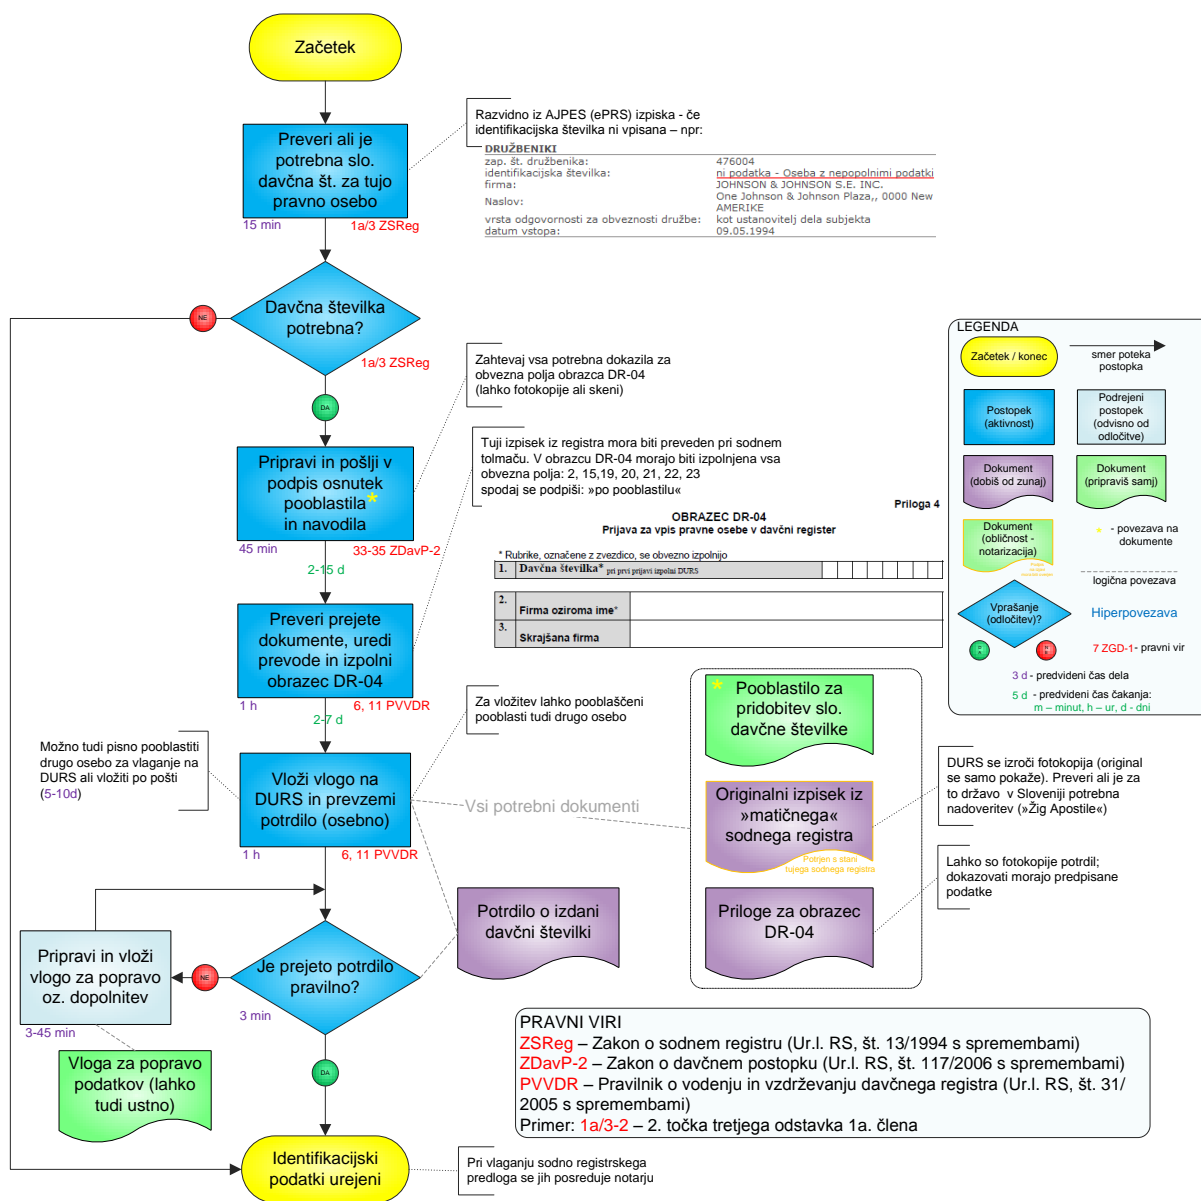 Začetek
Razvidno iz AJPES (ePRS) izpiska - če
identifikacijska številka ni vpisana – npr:
DRUŽBENIKI
zap. št. družbenika: 476004
identifikacijska številka: ni podatka - Oseba z nepopolnimi podatki
firma: JOHNSON & JOHNSON S.E. INC.
Naslov: One Johnson & Johnson Plaza,, 0000 New
AMERIKE
vrsta odgovornosti za obveznosti družbe: kot ustanovitelj dela subjekta
datum vstopa: 09.05.1994
Preveri ali je
potrebna slo.
davčna št. za tujo
pravno osebo
15 min
1a/3 ZSReg
Davčna številka
potrebna?
NE
1a/3 ZSReg
DA
Zahtevaj vsa potrebna dokazila za
obvezna polja obrazca DR-04
(lahko fotokopije ali skeni)
Pripravi in pošlji v
podpis osnutek
pooblastila*
in navodila
45 min
33-35 ZDavP-2
2-15 d
Tuji izpisek iz registra mora biti preveden pri sodnem
tolmaču. V obrazcu DR-04 morajo biti izpolnjena vsa
obvezna polja: 2, 15,19, 20, 21, 22, 23
spodaj se podpiši: »po pooblastilu«
Priloga 4
OBRAZEC DR-04
Prijava za vpis pravne osebe v davčni register
* Rubrike, označene z zvezdico, se obvezno izpolnijo
1. Davčna številka* pri prvi prijavi izpolni DURS
2. Firma oziroma ime*
3. Skrajšana firma
Preveri prejete
dokumente, uredi
prevode in izpolni
obrazec DR-04
1 h
6, 11 PVVDR
2-7 d
Za vložitev lahko pooblaščeni
pooblasti tudi drugo osebo
Možno tudi pisno pooblastiti
drugo osebo za vlaganje na
DURS ali vložiti po pošti
(5-10d)
Vloži vlogo na
DURS in prevzemi
potrdilo (osebno)
1 h
6, 11 PVVDR
Vsi potrebni dokumenti
* Pooblastilo za
pridobitev slo.
davčne številke
Originalni izpisek iz
»matičnega«
sodnega registra
Potrjen s stani
tujega sodnega registra
Priloge za obrazec
DR-04
DURS se izroči fotokopija (original
se samo pokaže). Preveri ali je za
to državo v Sloveniji potrebna
nadoveritev (»Žig Apostile«)
Lahko so fotokopije potrdil;
dokazovati morajo predpisane
podatke
Potrdilo o izdani
davčni številki
Je prejeto potrdilo
pravilno?
3 min
NE
DA
Pripravi in vloži
vlogo za popravo
oz. dopolnitev
3-45 min
Vloga za popravo
podatkov (lahko
tudi ustno)
Identifikacijski
podatki urejeni
Pri vlaganju sodno registrskega
predloga se jih posreduje notarju
PRAVNI VIRI
ZSReg – Zakon o sodnem registru (Ur.l. RS, št. 13/1994 s spremembami)
ZDavP-2 – Zakon o davčnem postopku (Ur.l. RS, št. 117/2006 s spremembami)
PVVDR – Pravilnik o vodenju in vzdrževanju davčnega registra (Ur.l. RS, št. 31/
2005 s spremembami)
Primer: 1a/3-2 – 2. točka tretjega odstavka 1a. člena
LEGENDA
Začetek / konec
smer poteka
postopka
Postopek
(aktivnost)
Podrejeni
postopek
(odvisno od
odločitve)
Dokument
(dobiš od zunaj)
Dokument
(pripraviš samj)
Dokument
(obličnost -
notarizacija)
* - povezava na
dokumente
logična povezava
Vprašanje
(odločitev)?
Hiperpovezava
7 ZGD-1- pravni vir
3 d - predvideni čas dela
5 d - predvideni čas čakanja:
m – minut, h – ur, d - dni